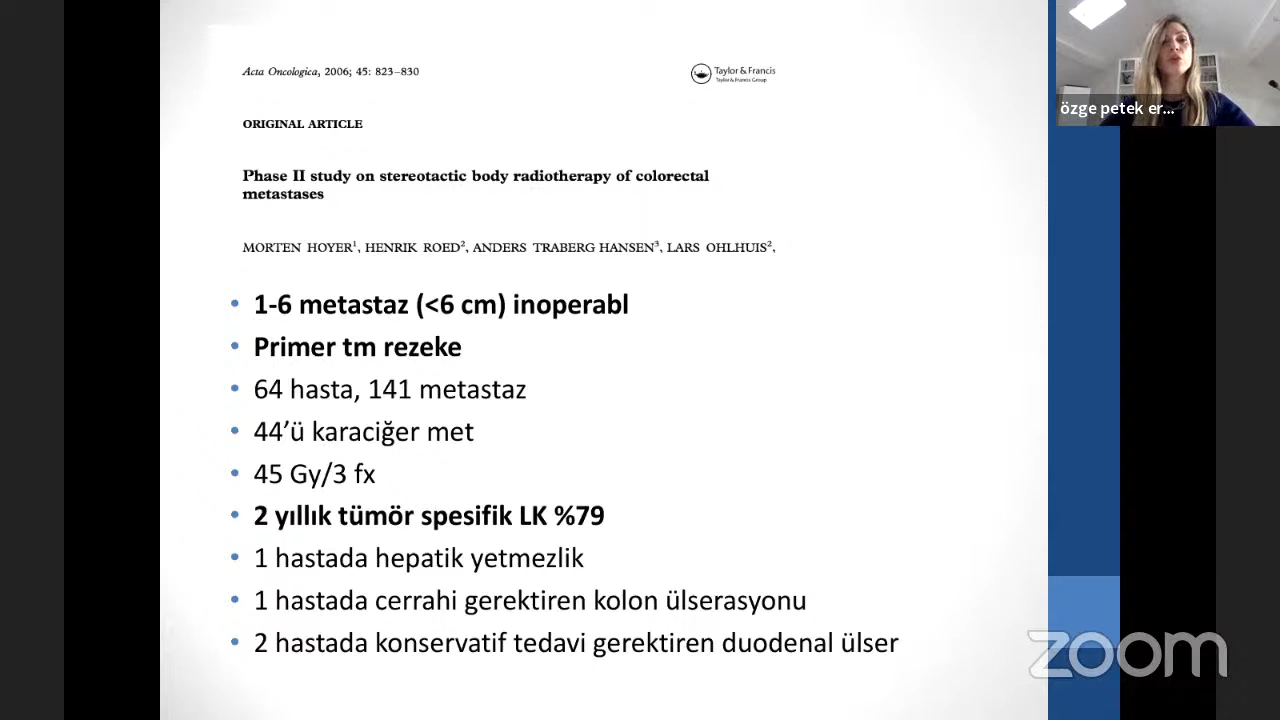 Acta Oncologica, 2006; 45: 823–830
Taylor & Francis
Taylor & Francis Group
ORIGINAL ARTICLE
Phase II study on stereotactic body radiotherapy of colorectal
metastases
MORTEN HOYER1, HENRIK ROED2, ANDERS TRABERG HANSEN3, LARS OHLHUIS2,
• 1-6 metastaz (<6 cm) inoperabl
• Primer tm rezeke
• 64 hasta, 141 metastaz
• 44’ü karaciğer met
• 45 Gy/3 fx
• 2 yıllık tümör spesifik LK %79
• 1 hastada hepatik yetmezlik
• 1 hastada cerrahi gerektiren kolon ülserasyonu
• 2 hastada konservatif tedavi gerektiren duodenal ülser
özge petek er...
zoom